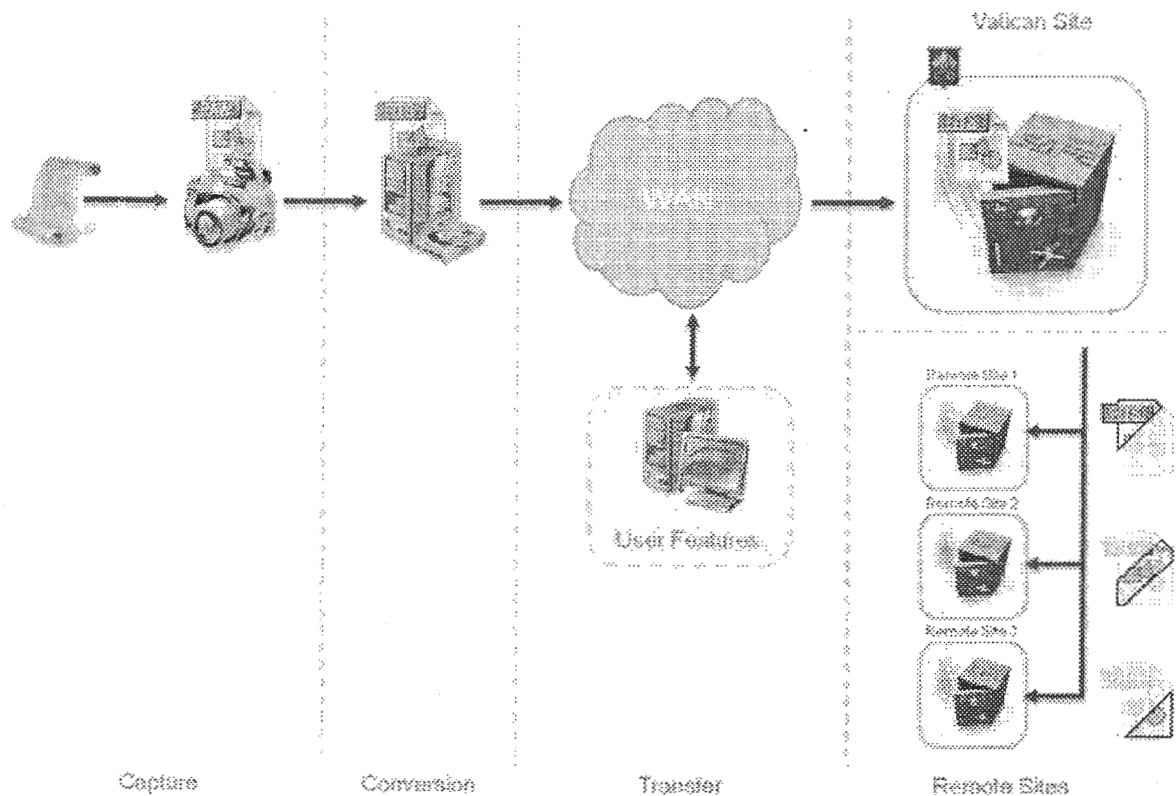 Vatican Site
WAN
Remote Site 1
Remote Site 2
User Features
Remote Site 3
Capture
Conversion
Transfer
Remote Sites